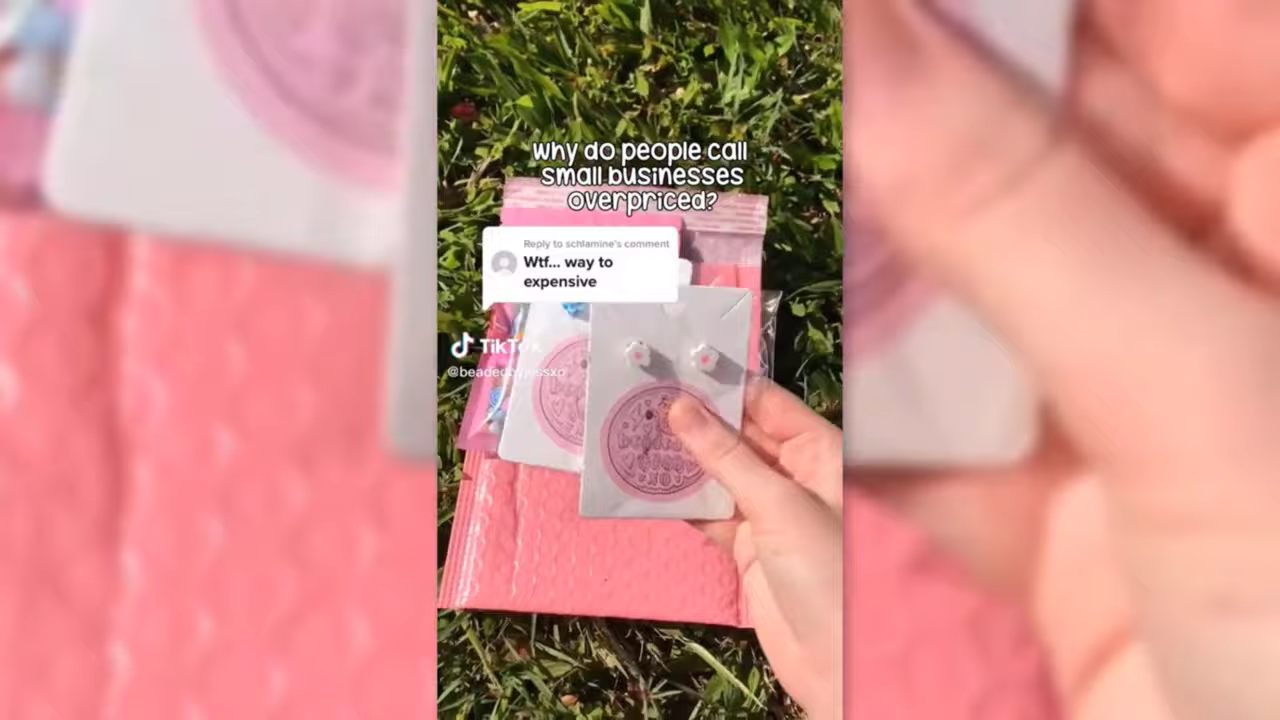 why do people call
small businesses
overpriced?
Reply to schlamine's comment
Wtf... way to
expensive
TikTok